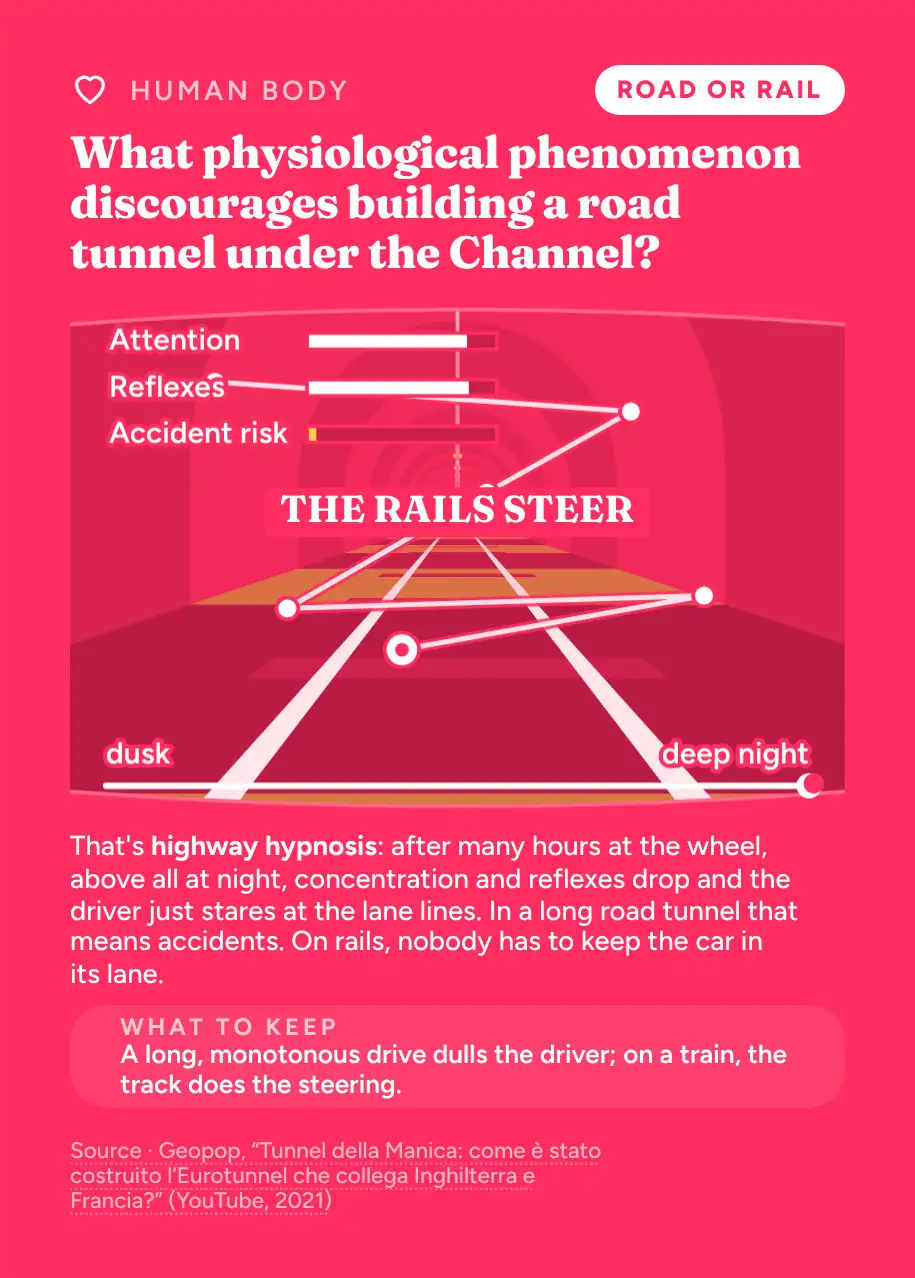 HUMAN BODY
ROAD OR RAIL
What physiological phenomenon
discourages building a road
tunnel under the Channel?
Attention
Reflexes
Accident risk
THE RAILS STEER
dusk
deep night
That's highway hypnosis: after many hours at the wheel,
above all at night, concentration and reflexes drop and the
driver just stares at the lane lines. In a long road tunnel that
means accidents. On rails, nobody has to keep the car in
its lane.
WHAT TO KEEP
A long, monotonous drive dulls the driver; on a train, the
track does the steering.
Source · Geopop, “Tunnel della Manica: come è stato
costruito l’Eurotunnel che collega Inghilterra e
Francia?” (YouTube, 2021)